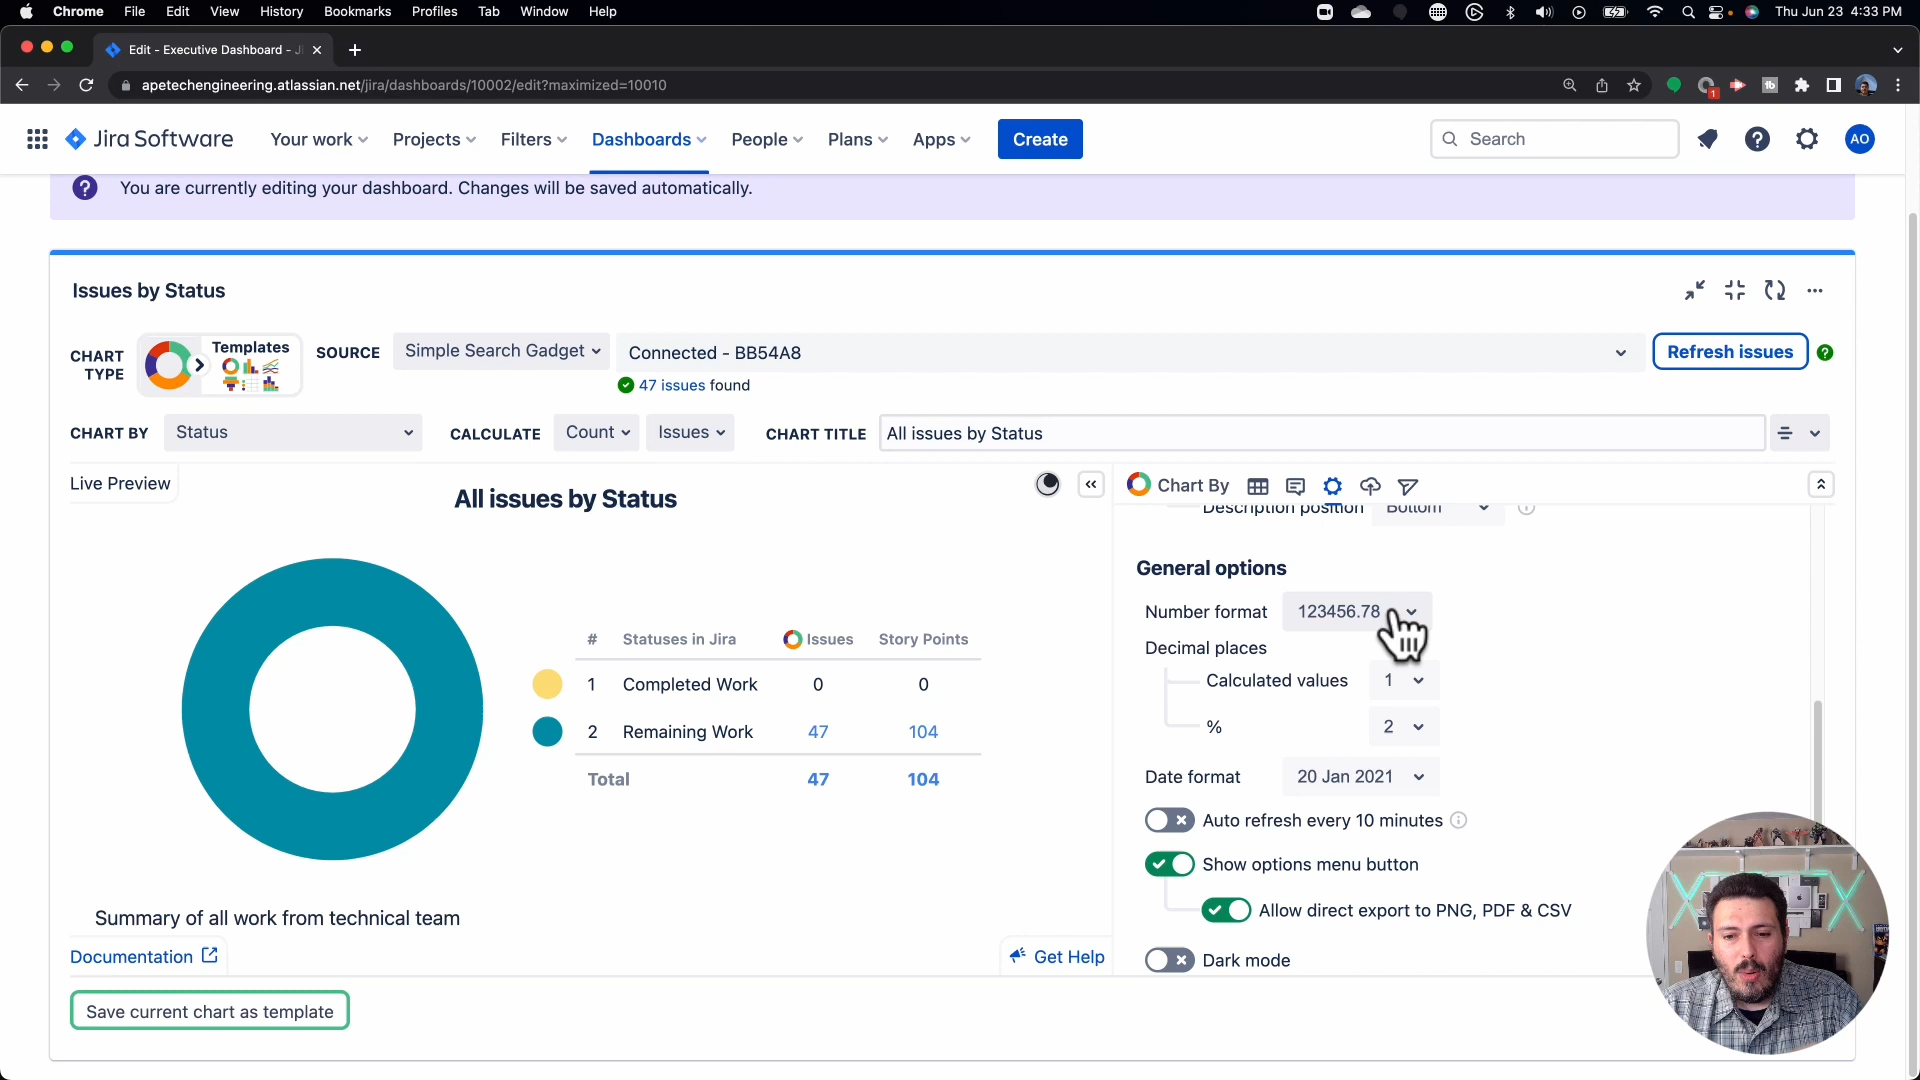 Chrome File Edit View History Bookmarks Profiles Tab Window Help Thu Jun 23 4:33 PM
Edit - Executive Dashboard - Ji
apetechengineering.atlassian.net/jira/dashboards/10002/edit?maximized=10010
Jira Software Your work Projects Filters Dashboards People Plans Apps Create Search AO
You are currently editing your dashboard. Changes will be saved automatically.
Issues by Status
CHART TYPE Templates SOURCE Simple Search Gadget Connected - BB54A8 Refresh issues
47 issues found
CHART BY Status CALCULATE Count Issues CHART TITLE All issues by Status
Live Preview
All issues by Status
Chart By
Description position Bottom
General options
Number format 123456.78
Decimal places
Calculated values 1
% 2
Date format 20 Jan 2021
Auto refresh every 10 minutes
Show options menu button
Allow direct export to PNG, PDF & CSV
Dark mode
# Statuses in Jira Issues Story Points
1 Completed Work 0 0
2 Remaining Work 47 104
Total 47 104
Summary of all work from technical team
Documentation
Get Help
Save current chart as template